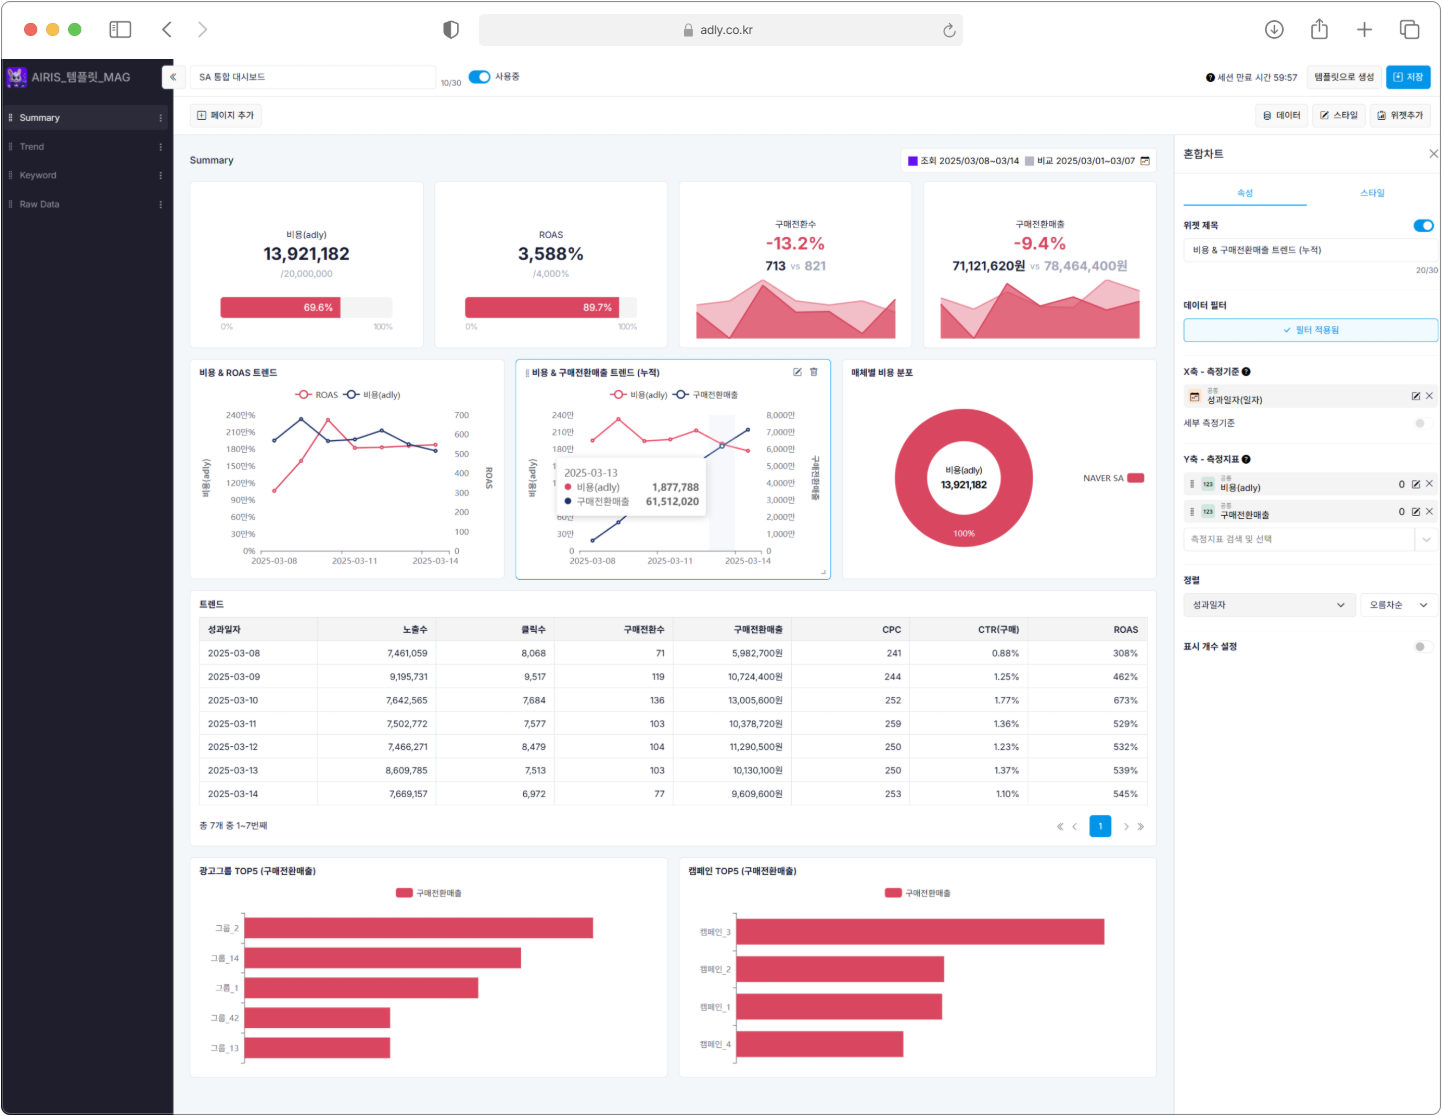 adly.co.kr
AIRIS_템플릿_MAG
SA 통합 대시보드
10/30
사용중
세션 만료 시간 59:57
템플릿으로 생성
저장
Summary
Trend
Keyword
Raw Data
페이지 추가
데이터
스타일
위젯추가
Summary
조회 2025/03/08~03/14
비교 2025/03/01~03/07
비용(adly)
13,921,182
/20,000,000
69.6%
0%
100%
ROAS
3,588%
/4,000%
89.7%
0%
100%
구매전환수
-13.2%
713 vs 821
구매전환매출
-9.4%
71,121,620원 vs 78,464,400원
비용 & ROAS 트렌드
ROAS
비용(adly)
240만%
210만%
180만%
150만%
120만%
90만%
60만%
30만%
0%
700
600
500
400
300
200
100
0
비용(adly)
ROAS
2025-03-08
2025-03-11
2025-03-14
비용 & 구매전환매출 트렌드 (누적)
비용(adly)
구매전환매출
240만
210만
180만
60만
30만
0
8,000만
7,000만
6,000만
5,000만
4,000만
3,000만
2,000만
1,000만
0
비용(adly)
구매전환매출
2025-03-13
비용(adly) 1,877,788
구매전환매출 61,512,020
2025-03-08
2025-03-11
2025-03-14
매체별 비용 분포
비용(adly)
13,921,182
100%
NAVER SA
트렌드
성과일자 노출수 클릭수 구매전환수 구매전환매출 CPC CTR(구매) ROAS
2025-03-08 7,461,059 8,068 71 5,982,700원 241 0.88% 308%
2025-03-09 9,195,731 9,517 119 10,724,400원 244 1.25% 462%
2025-03-10 7,642,565 7,684 136 13,005,600원 252 1.77% 673%
2025-03-11 7,502,772 7,577 103 10,378,720원 259 1.36% 529%
2025-03-12 7,466,271 8,479 104 11,290,500원 250 1.23% 532%
2025-03-13 8,609,785 7,513 103 10,130,100원 250 1.37% 539%
2025-03-14 7,669,157 6,972 77 9,609,600원 253 1.10% 545%
총 7개 중 1~7번째
1
광고그룹 TOP5 (구매전환매출)
구매전환매출
그룹_2
그룹_14
그룹_1
그룹_42
그룹_13
캠페인 TOP5 (구매전환매출)
구매전환매출
캠페인_3
캠페인_2
캠페인_1
캠페인_4
혼합차트
속성
스타일
위젯 제목
비용 & 구매전환매출 트렌드 (누적)
20/30
데이터 필터
필터 적용됨
X축 - 측정기준
공통
성과일자(일자)
세부 측정기준
Y축 - 측정지표
123
공통
비용(adly)
0
123
공통
구매전환매출
0
측정지표 검색 및 선택
정렬
성과일자
오름차순
표시 개수 설정